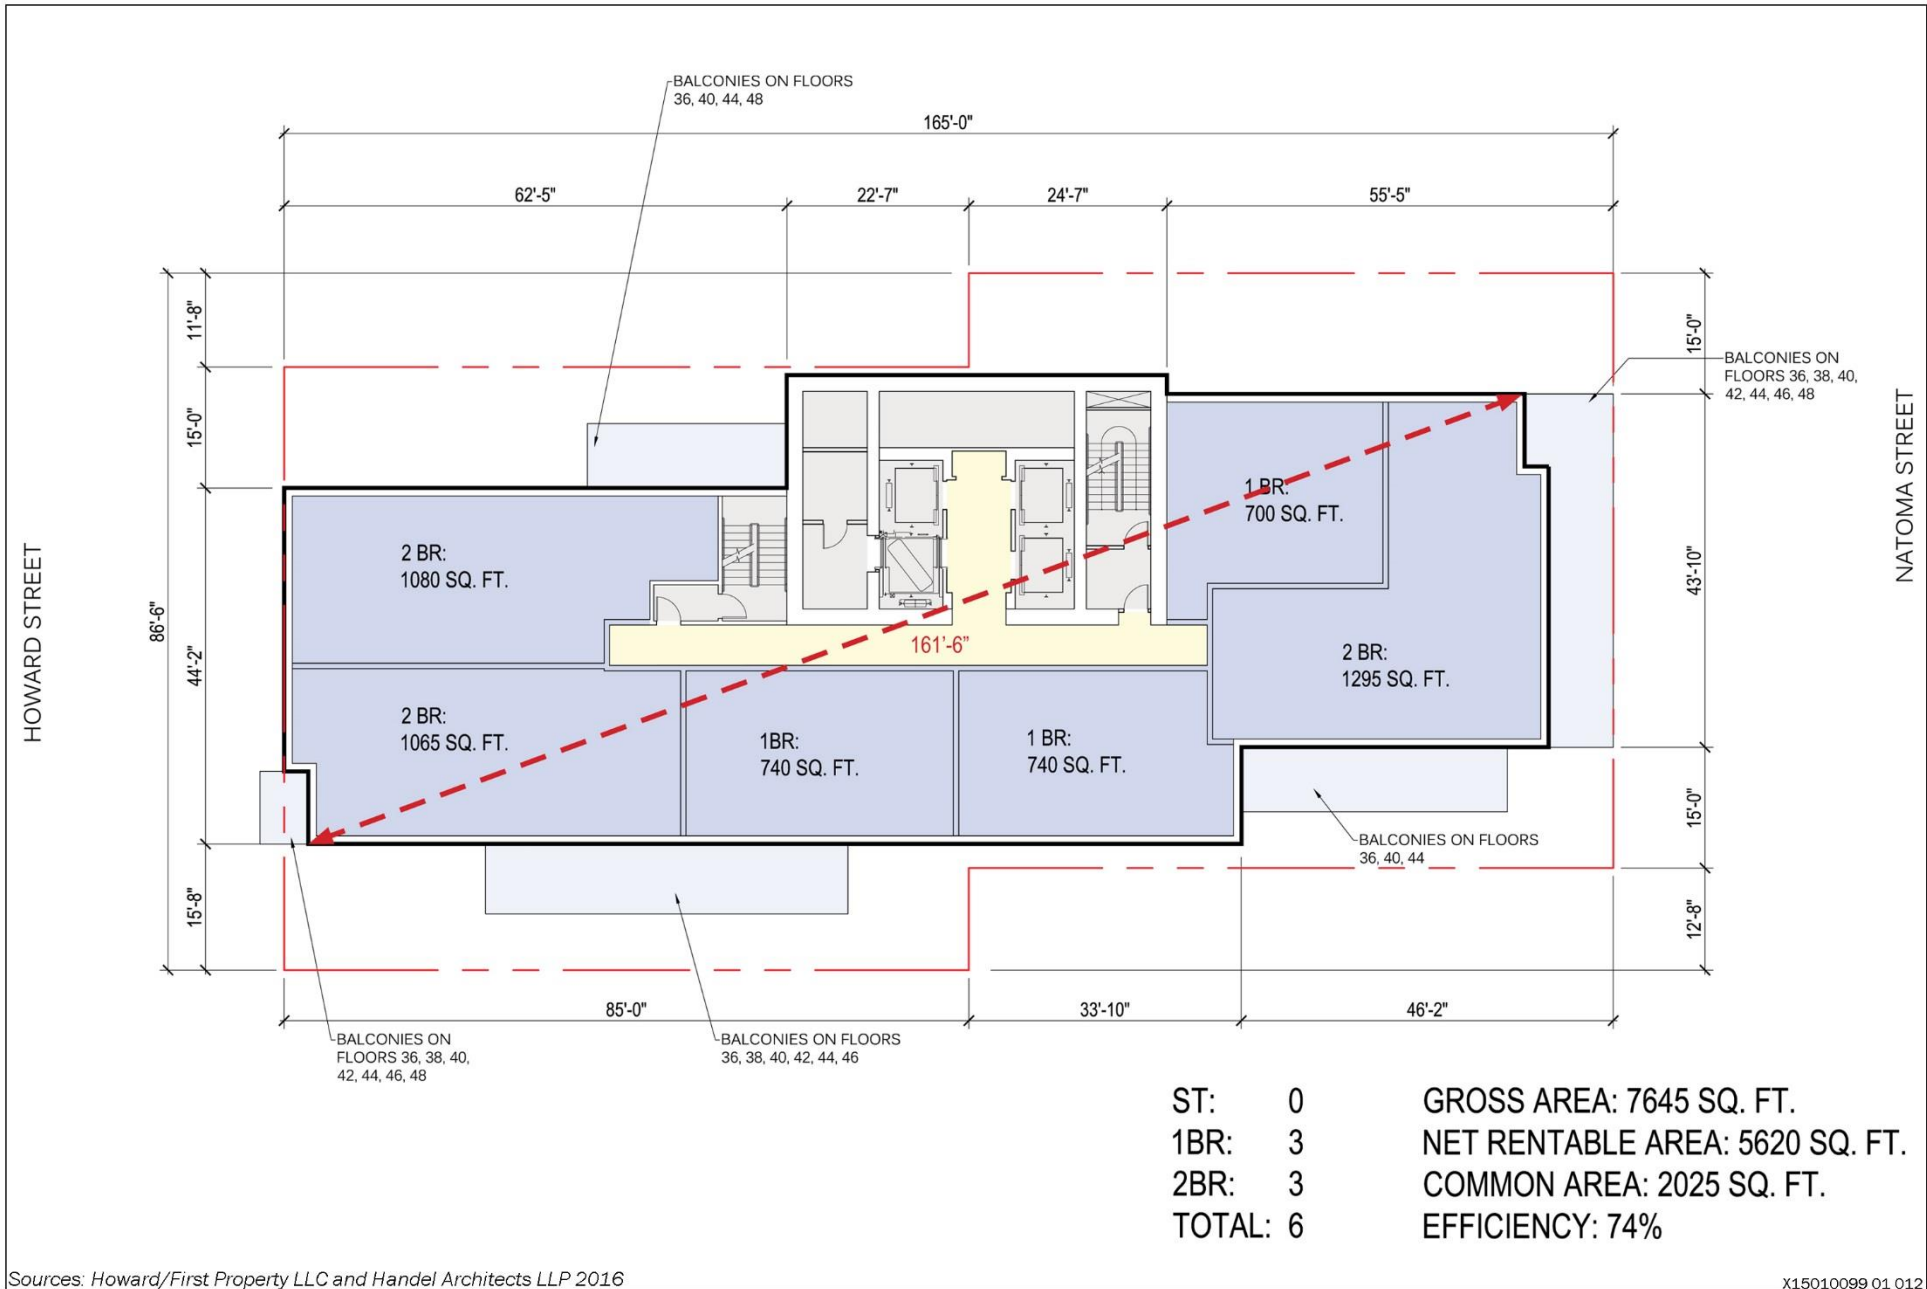 BALCONIES ON FLOORS
36, 40, 44, 48
165'-0"
62'-5"
22'-7"
24'-7"
55'-5"
11'-8"
15'-0"
15'-0"
BALCONIES ON
FLOORS 36, 38, 40,
42, 44, 46, 48
HOWARD STREET
NATOMA STREET
86'-6"
44'-2"
43'-10"
2 BR:
1080 SQ. FT.
1 BR:
700 SQ. FT.
161'-6"
2 BR:
1295 SQ. FT.
2 BR:
1065 SQ. FT.
1BR:
740 SQ. FT.
1 BR:
740 SQ. FT.
15'-0"
BALCONIES ON FLOORS
36, 40, 44
15'-8"
12'-8"
85'-0"
33'-10"
46'-2"
BALCONIES ON
FLOORS 36, 38, 40,
42, 44, 46, 48
BALCONIES ON FLOORS
36, 38, 40, 42, 44, 46
ST: 0
1BR: 3
2BR: 3
TOTAL: 6
GROSS AREA: 7645 SQ. FT.
NET RENTABLE AREA: 5620 SQ. FT.
COMMON AREA: 2025 SQ. FT.
EFFICIENCY: 74%
Sources: Howard/First Property LLC and Handel Architects LLP 2016
X15010099 01 012